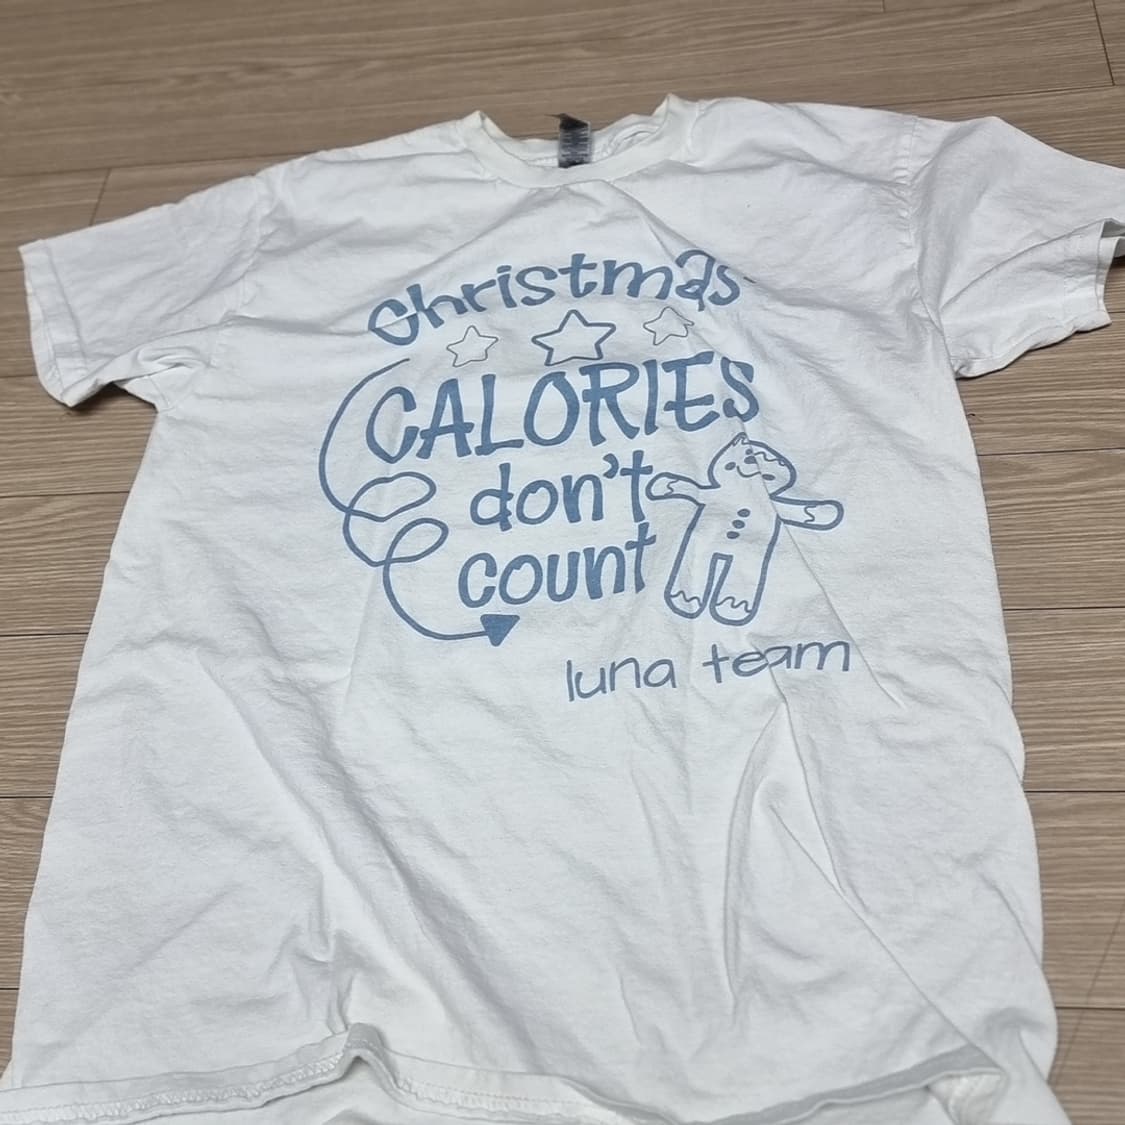 Christmas
CALORIES
don't
count
luna team